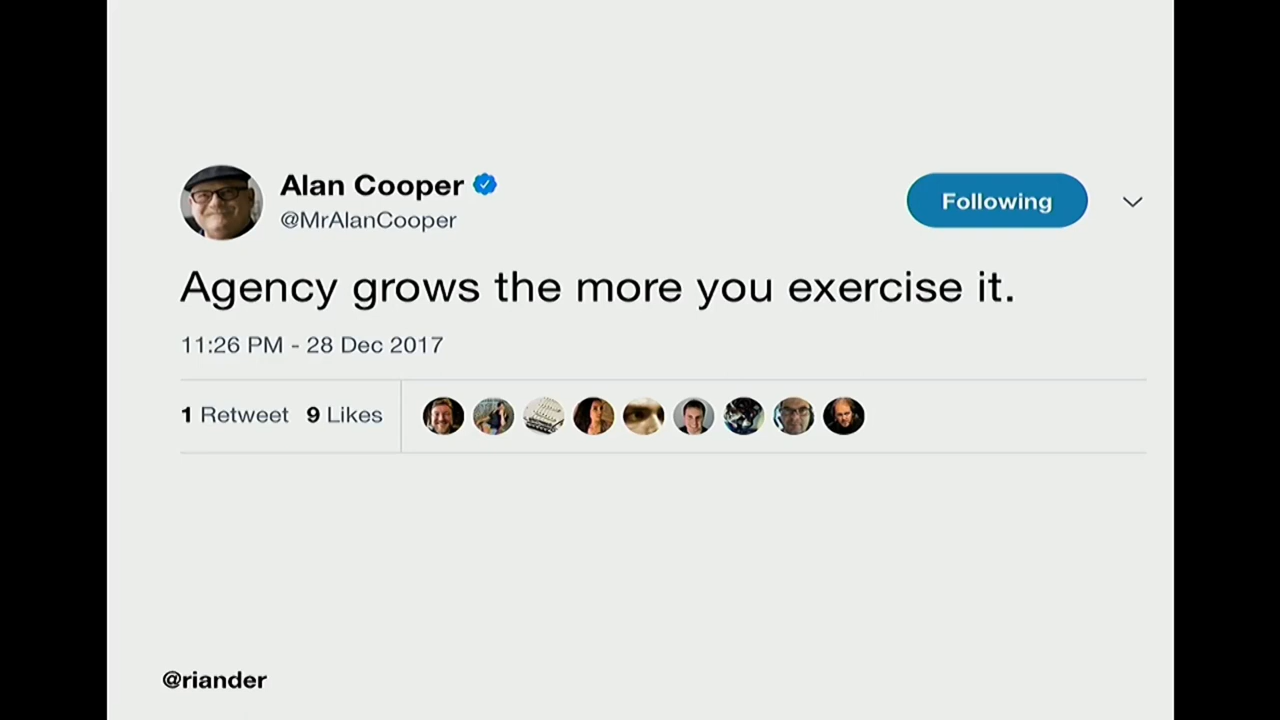 Alan Cooper
@MrAlanCooper
Following
Agency grows the more you exercise it.
11:26 PM - 28 Dec 2017
1 Retweet 9 Likes
@riander